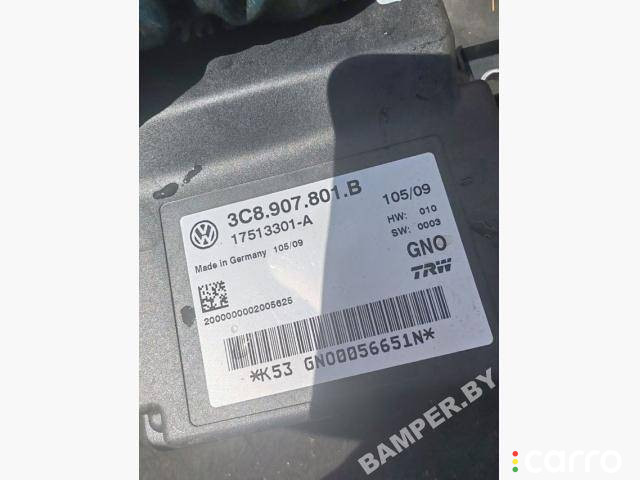 3C8.907.801.B
105/09
17513301-A
HW: 010
SW: 0003
Made in Germany 105/09
GNO
TRW
2000000002005625
*K53 GNO0056651N*
BAMPER.BY
carro